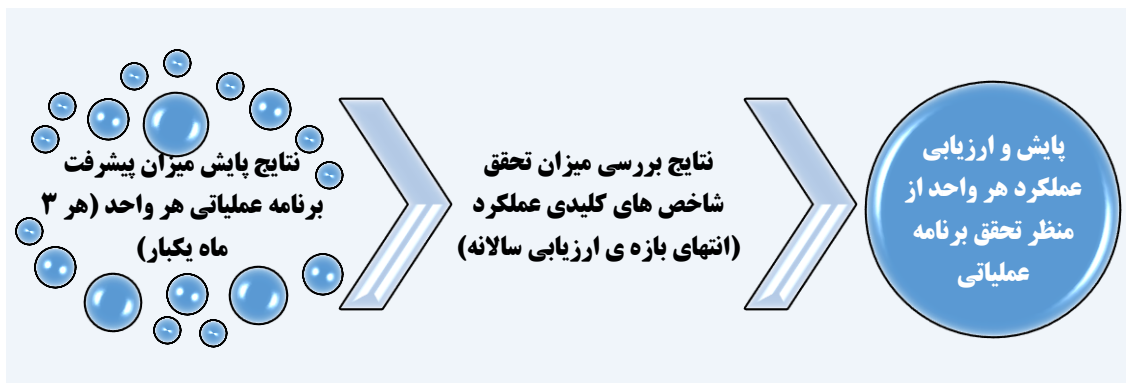 نتایج پایش میزان پیشرفت
برنامه عملیاتی هر واحد (هر ۳
ماه یکبار)
نتایج بررسی میزان تحقق
شاخص های کلیدی عملکرد
(انتهای بازه ی ارزیابی سالانه)
پایش و ارزیابی
عملکرد هر واحد از
منظر تحقق برنامه
عملیاتی